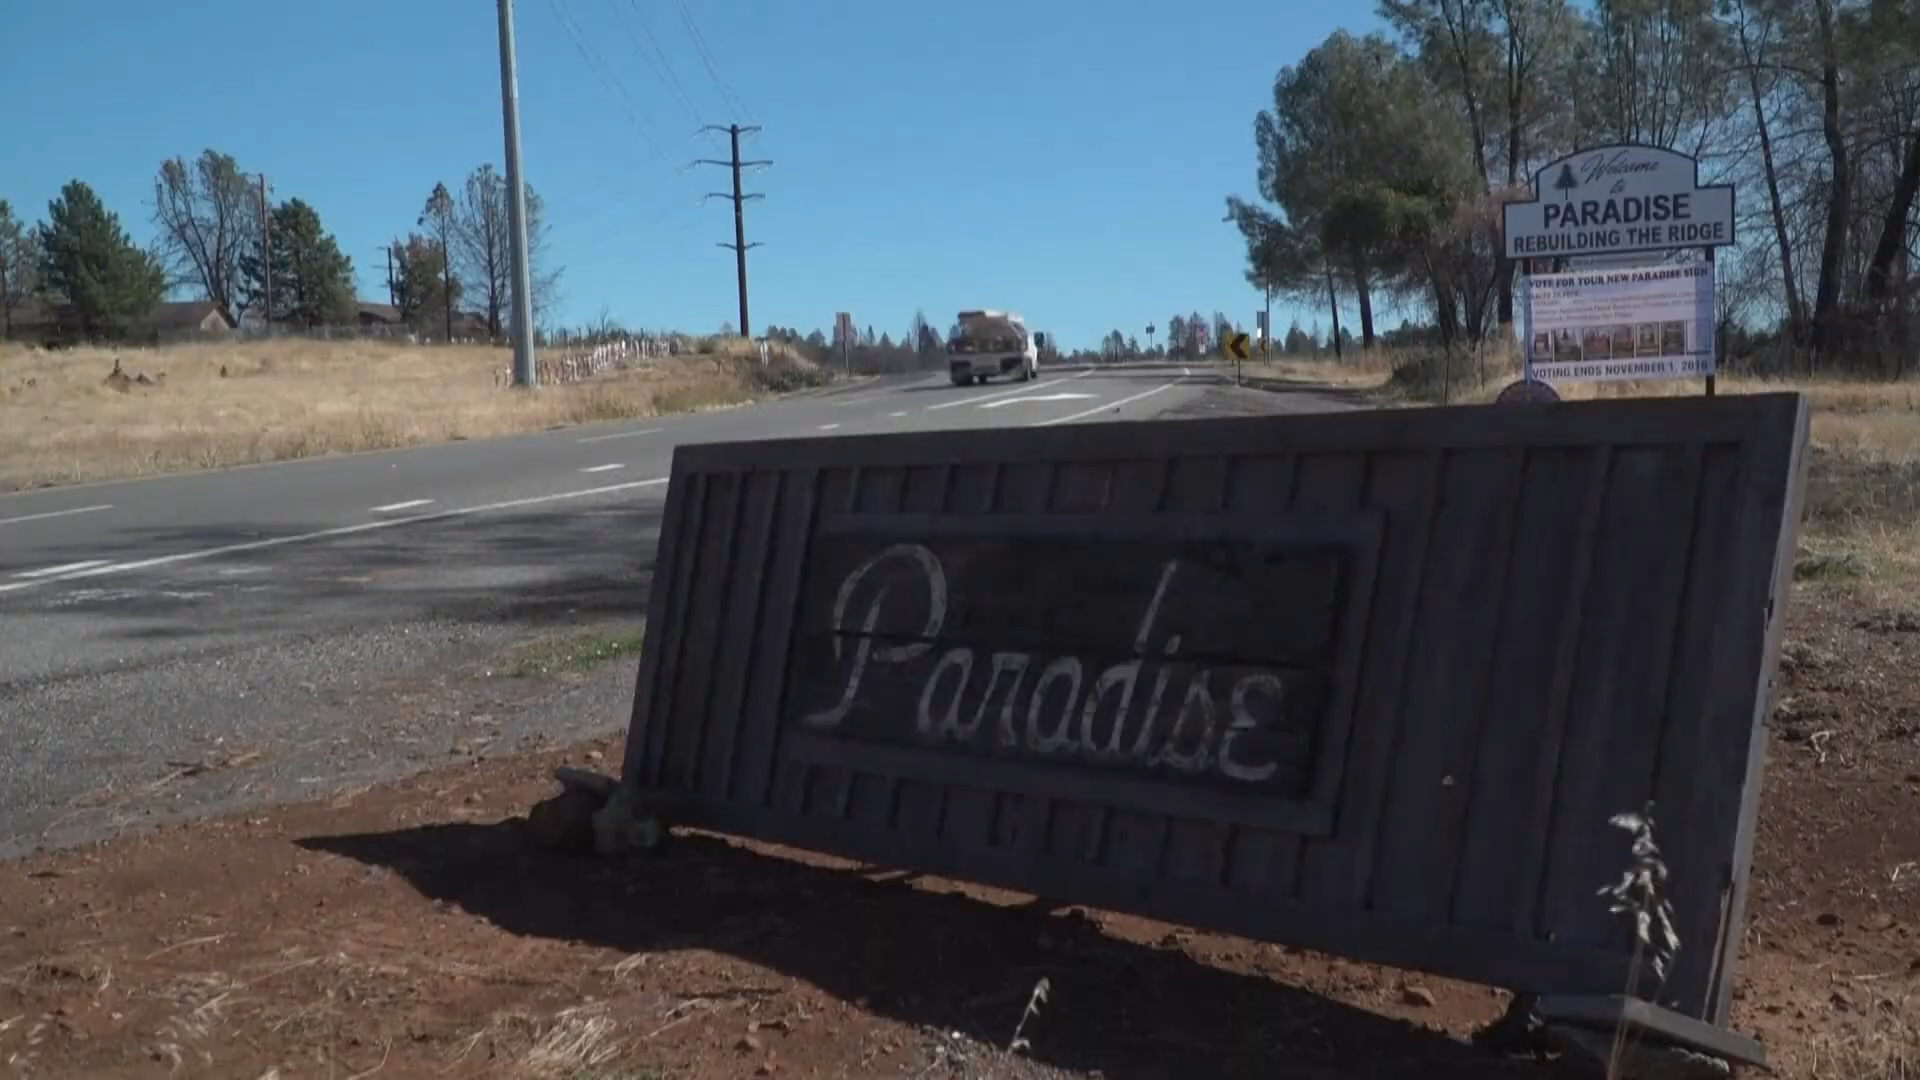 Welcome
to
PARADISE
REBUILDING THE RIDGE
VOTE FOR YOUR NEW PARADISE SIGN
VOTING ENDS NOVEMBER 1, 2019
Paradise